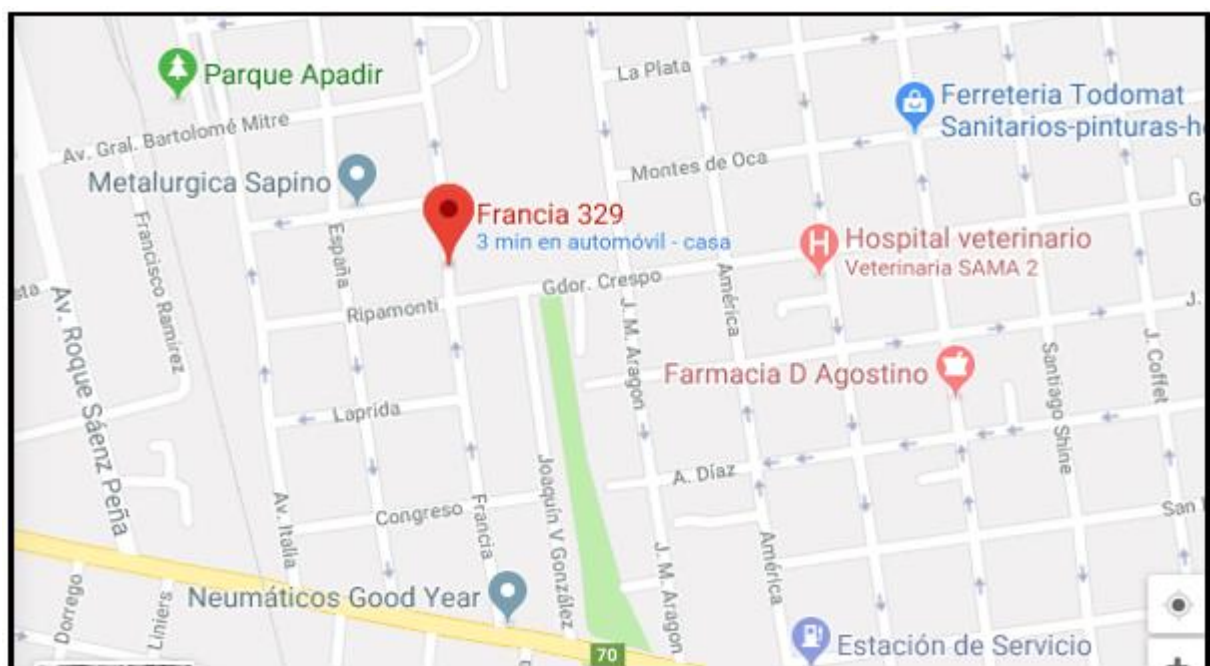 Parque Apadir
La Plata
Ferreteria Todomat
Sanitarios-pinturas-h
Av. Gral. Bartolomé Mitre
Montes de Oca
Metalurgica Sapino
Francia 329
3 min en automóvil - casa
Francisco Ramirez
España
G
Hospital veterinario
Veterinaria SAMA 2
sta
Av. Roque Sáenz Peña
Gdor. Crespo
América
J.
Ripamonti
J. M. Aragon
Santiago Shine
J. Coffet
Farmacia D Agostino
Laprida
A. Díaz
Joaquín V González
Av. Italia
Congreso
Francia
San
J. M. Aragon
América
Neumáticos Good Year
Dorrego
Liniers
70
Estación de Servicio